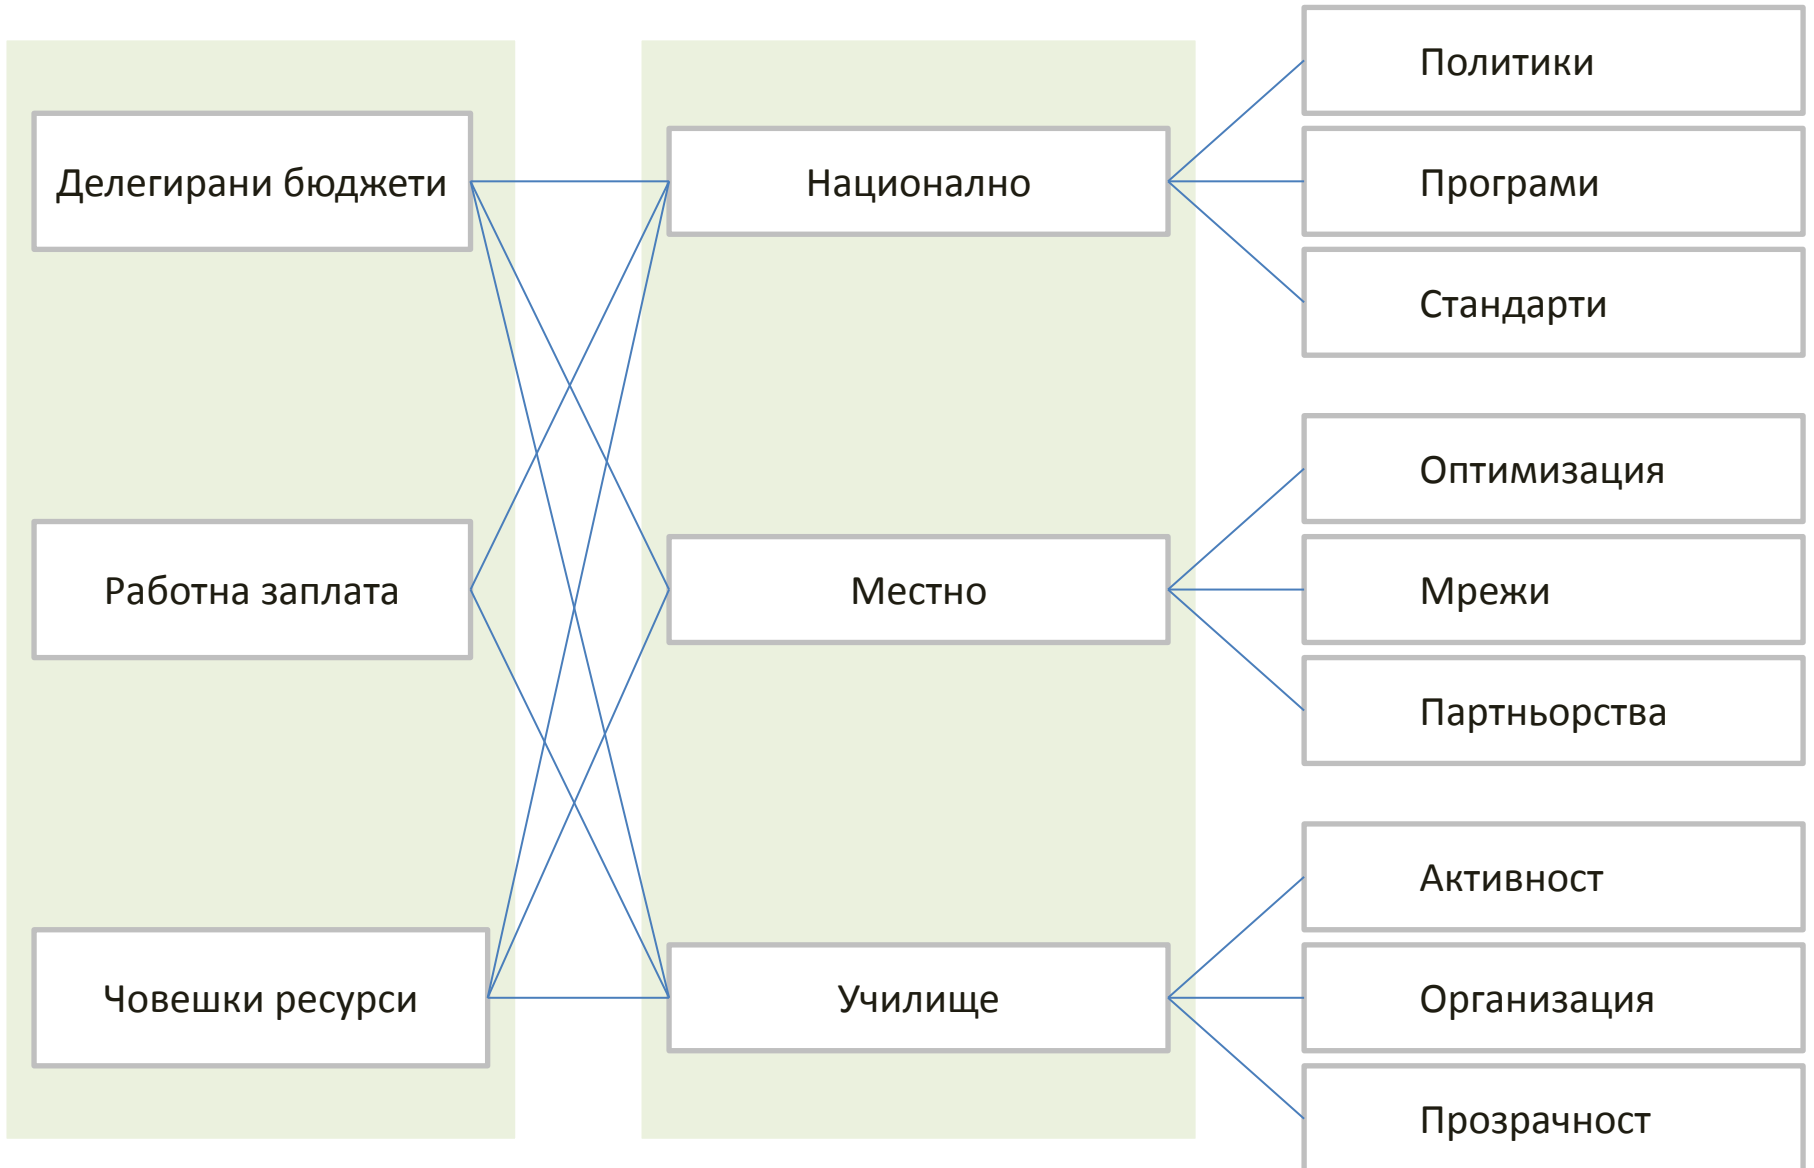 Делегирани бюджети
Работна заплата
Човешки ресурси
Национално
Местно
Училище
Политики
Програми
Стандарти
Оптимизация
Мрежи
Партньорства
Активност
Организация
Прозрачност